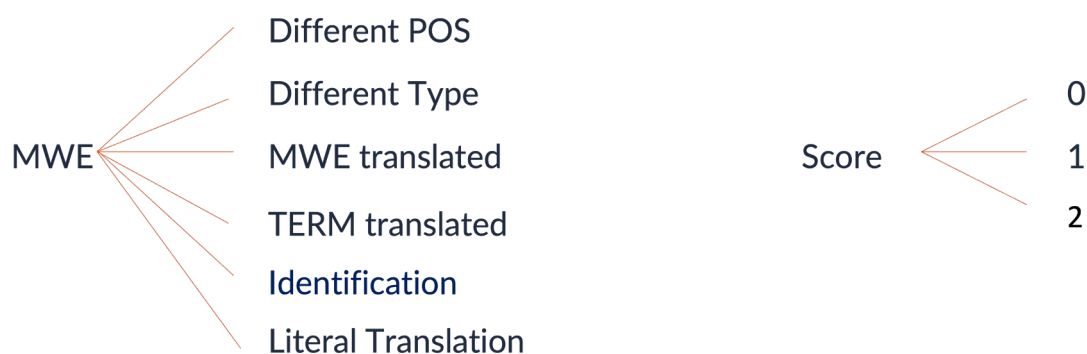 MWE
Different POS
Different Type
MWE translated
TERM translated
Identification
Literal Translation
Score
0
1
2